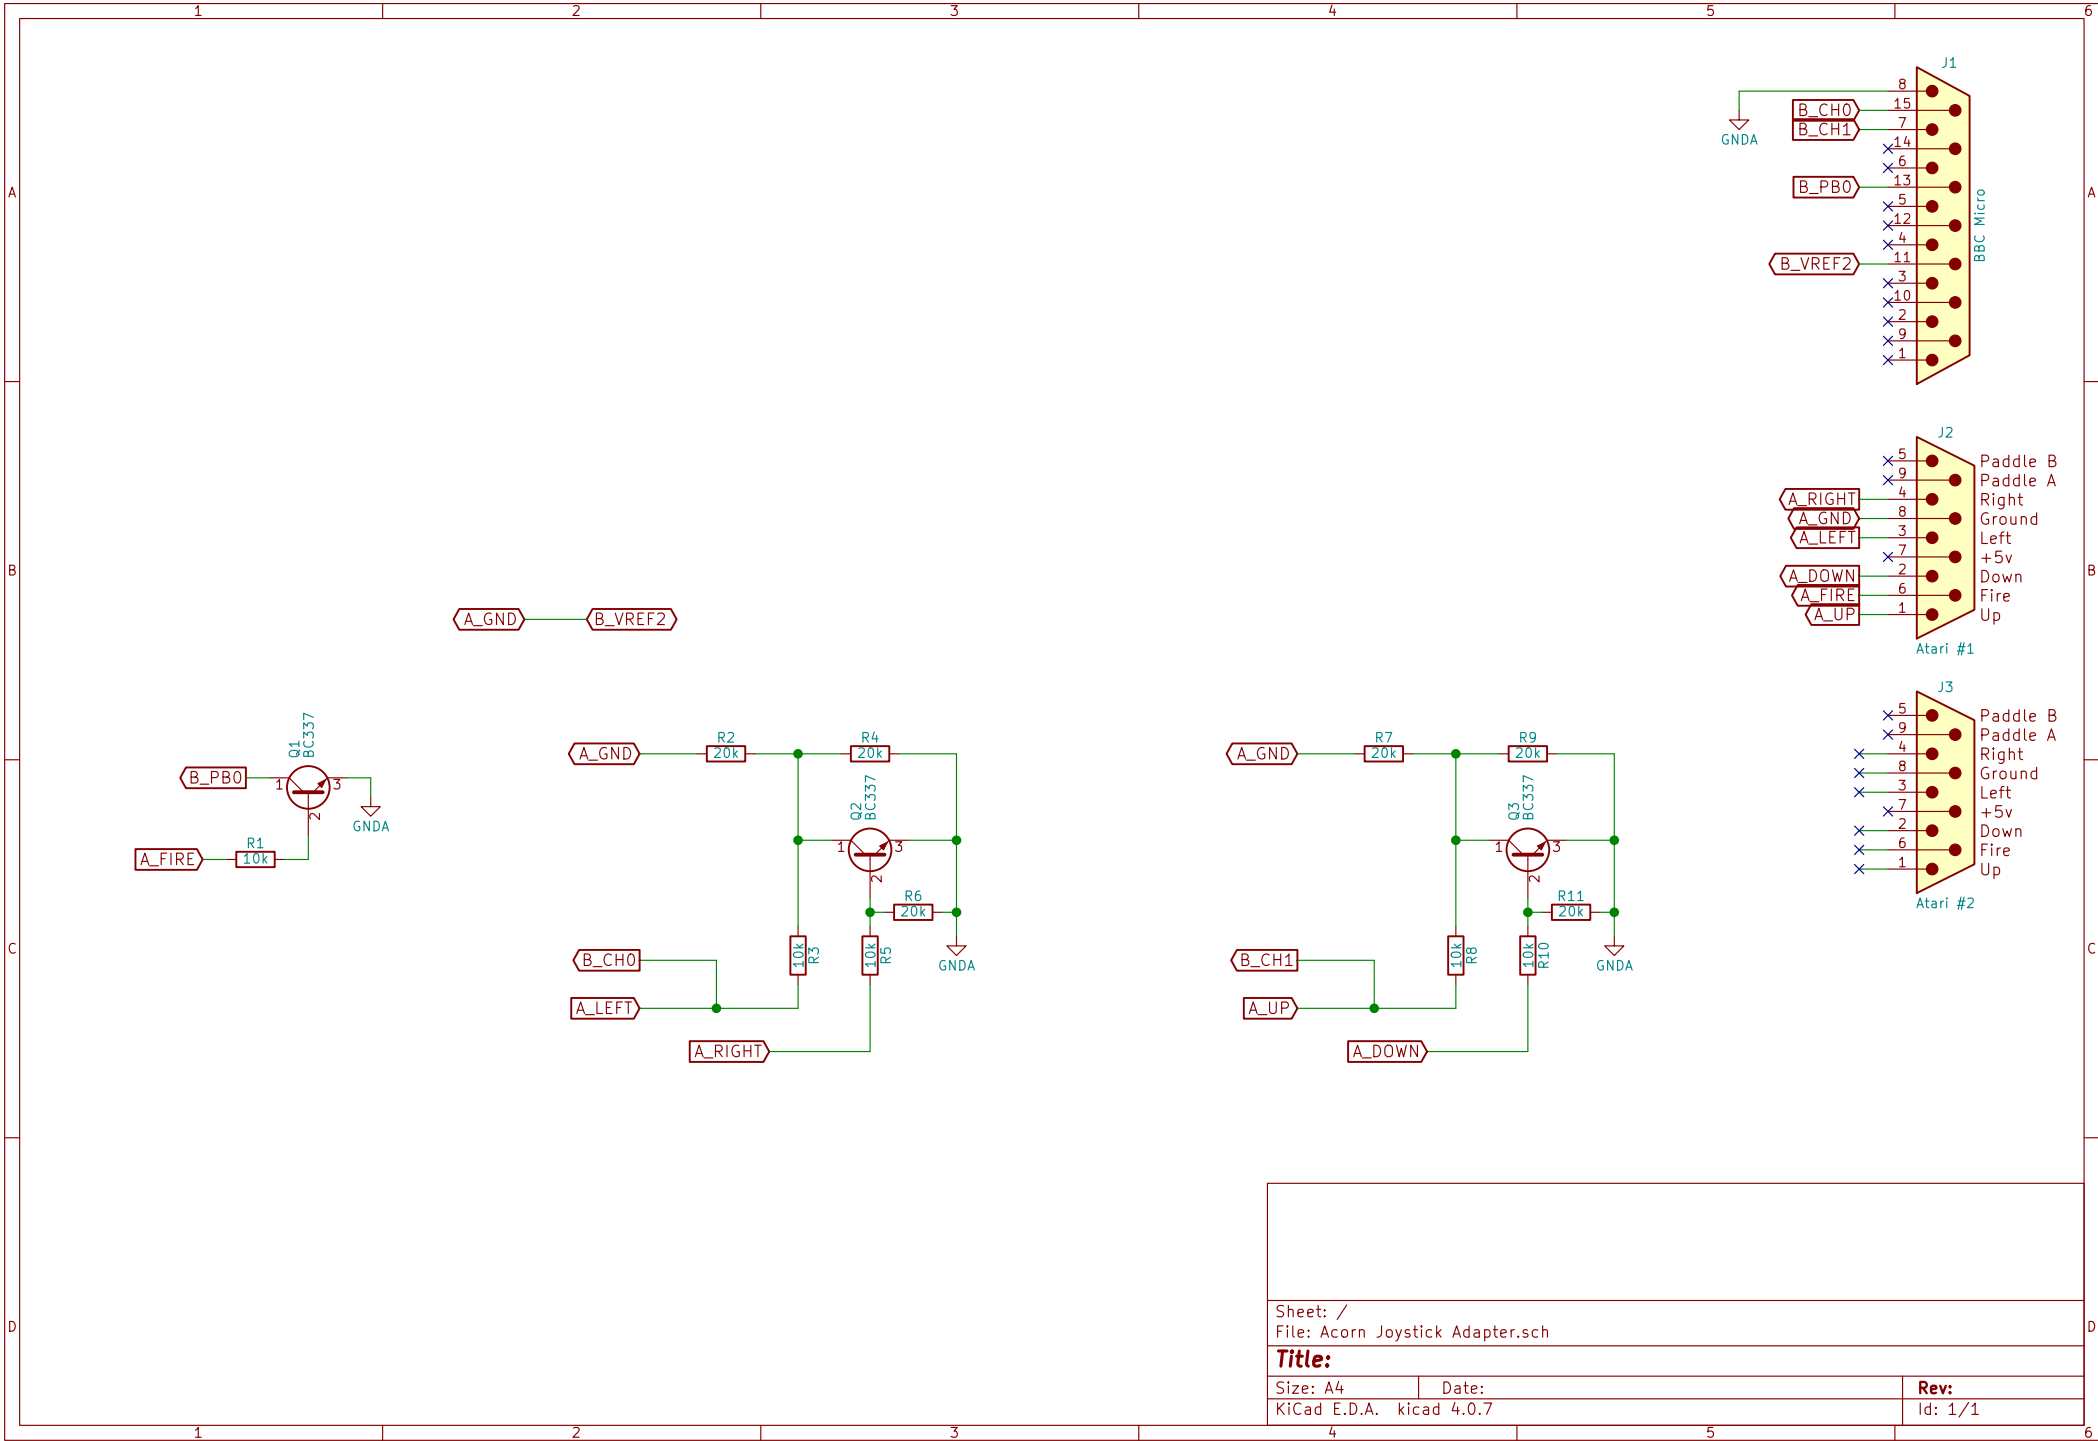 1 2 3 4 5 6
A
B
C
D
A
B
C
D
J1
8
15
7
14
6
13
5
12
4
11
3
10
2
9
1
B_CH0
B_CH1
B_PB0
B_VREF2
GNDA
BBC Micro
J2
5 Paddle B
9 Paddle A
A_RIGHT 4 Right
A_GND 8 Ground
A_LEFT 3 Left
7 +5v
A_DOWN 2 Down
A_FIRE 6 Fire
A_UP 1 Up
Atari #1
J3
5 Paddle B
9 Paddle A
4 Right
8 Ground
3 Left
7 +5v
2 Down
6 Fire
1 Up
Atari #2
A_GND B_VREF2
Q1
BC337
B_PB0
1
3
2
GNDA
A_FIRE
R1
10k
A_GND
R2
20k
R4
20k
Q2
BC337
1
3
2
R6
20k
10k
R3
10k
R5
GNDA
B_CH0
A_LEFT
A_RIGHT
A_GND
R7
20k
R9
20k
Q3
BC337
1
3
2
R11
20k
10k
R8
10k
R10
GNDA
B_CH1
A_UP
A_DOWN
Sheet: /
File: Acorn Joystick Adapter.sch
Title:
Size: A4 Date: Rev:
KiCad E.D.A. kicad 4.0.7 Id: 1/1
1 2 3 4 5 6